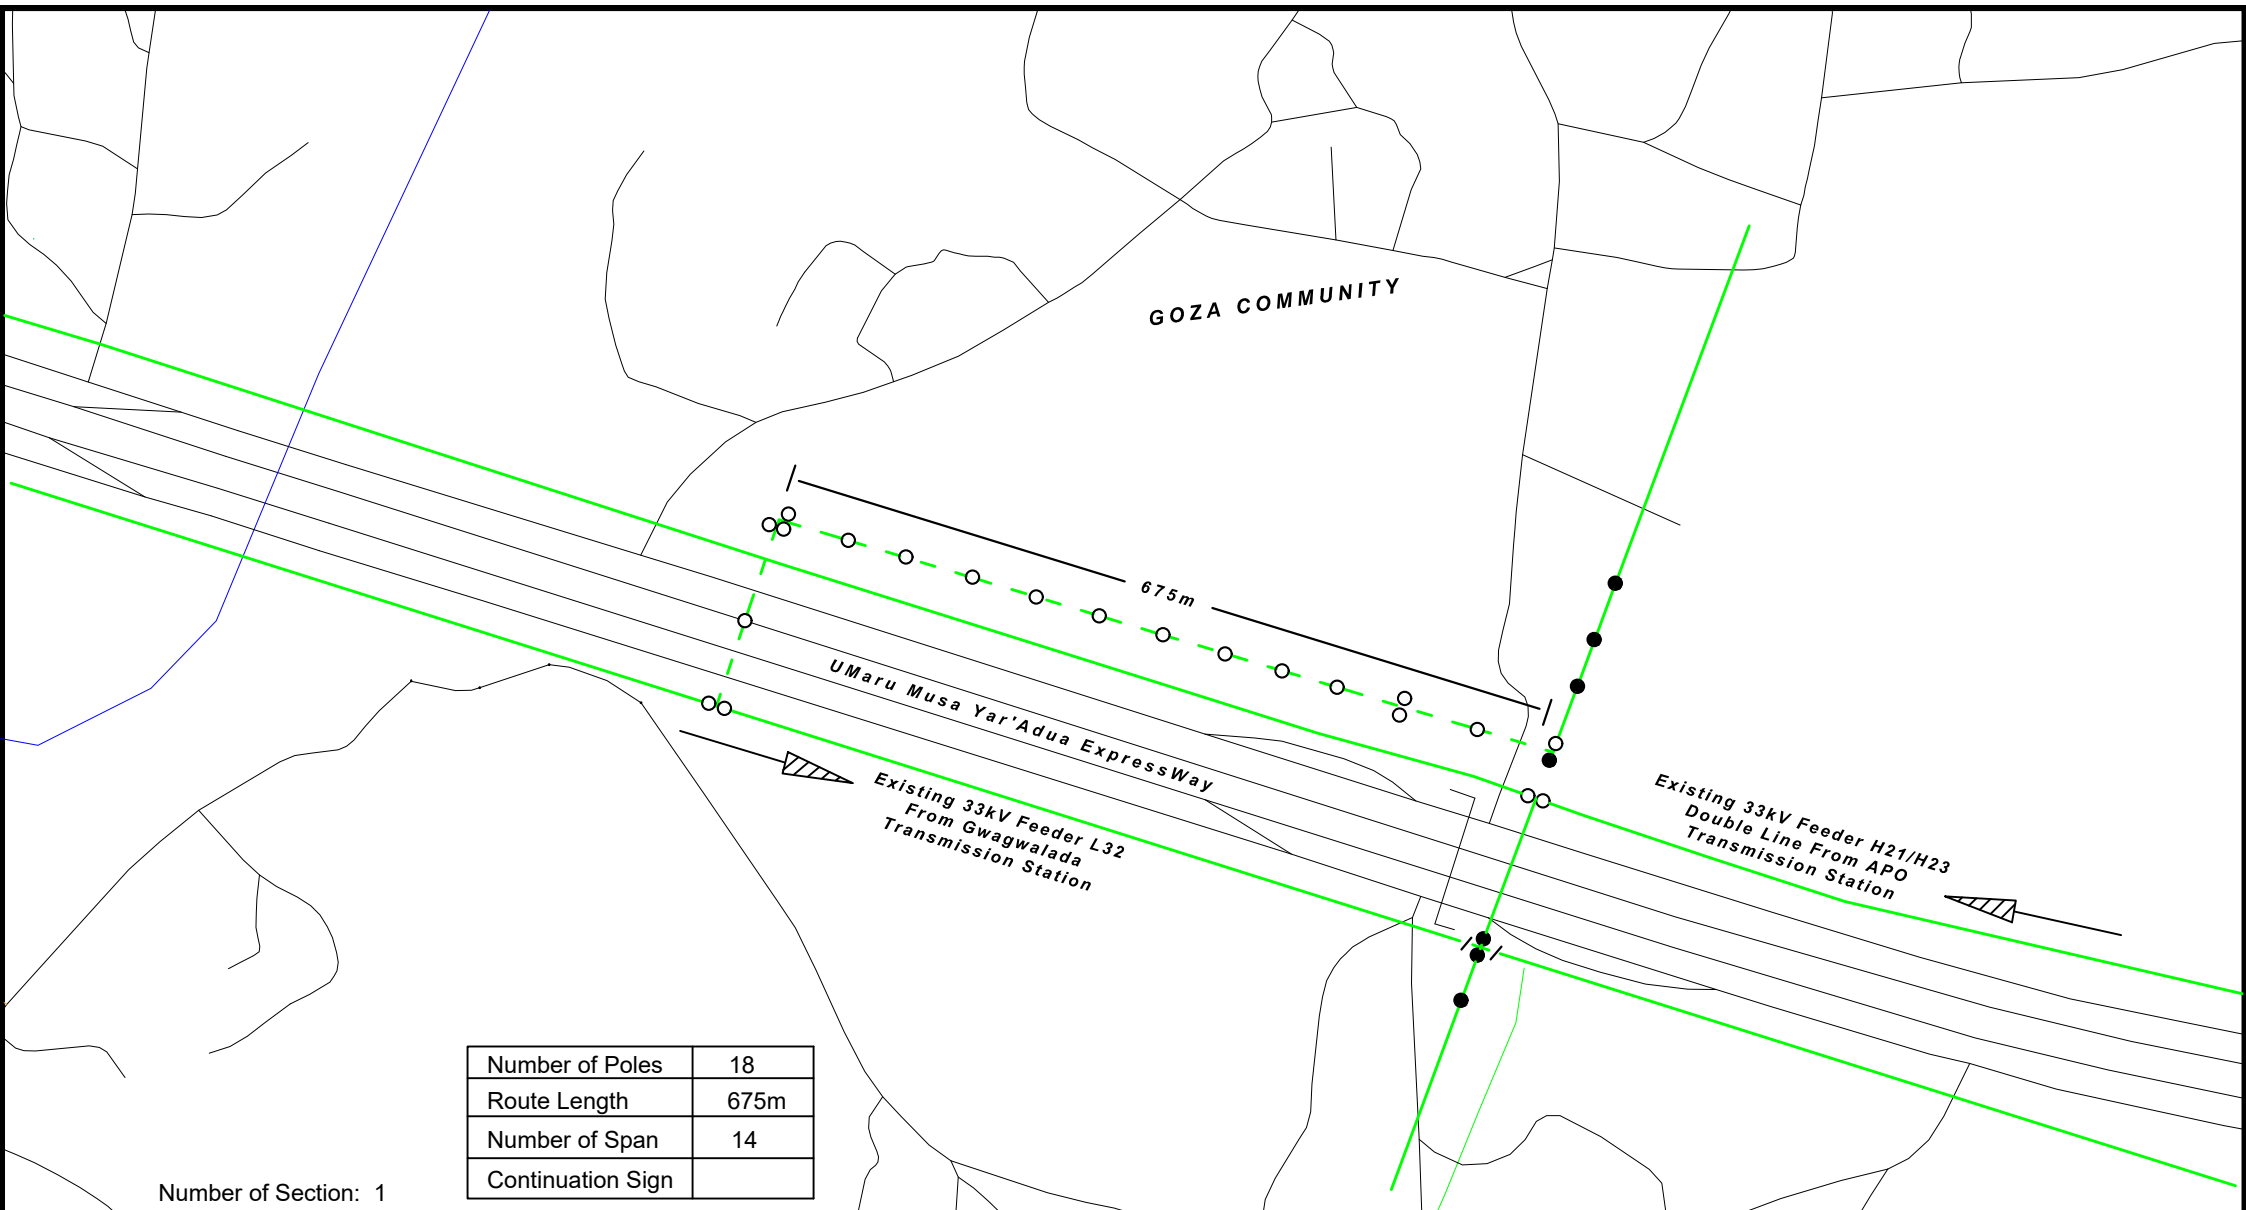 GOZA COMMUNITY
675m
UMaru Musa Yar'Adua ExpressWay
Existing 33kV Feeder L32
From Gwagwalada
Transmission Station
Existing 33kV Feeder H21/H23
Double Line From APO
Transmission Station
Number of Poles 18
Route Length 675m
Number of Span 14
Continuation Sign
Number of Section: 1